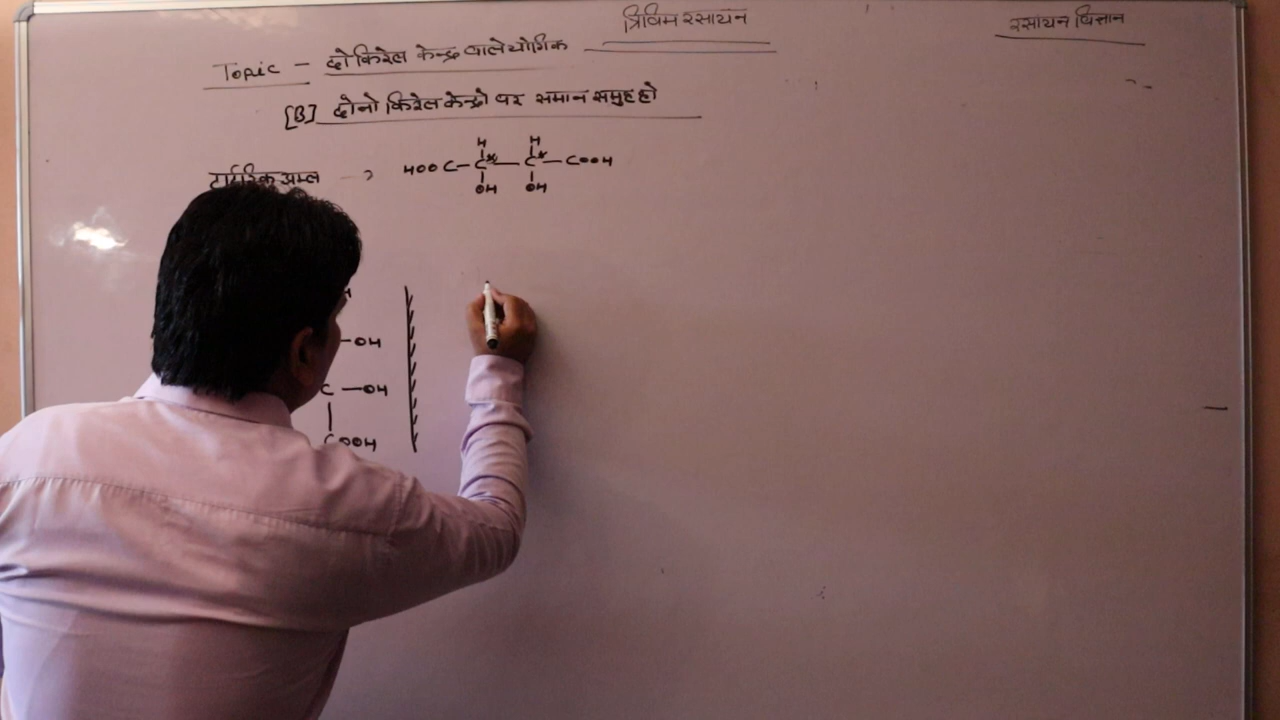 त्रिविम रसायन
रसायन विज्ञान
Topic - दो किरेल केन्द्र वाले यौगिक
[B] दोनो किरेल केन्द्रो पर समान समूह हो
H H
टार्टरिक अम्ल → HOOC-C*-C*-COOH
OH OH
H
-OH
C-OH
COOH